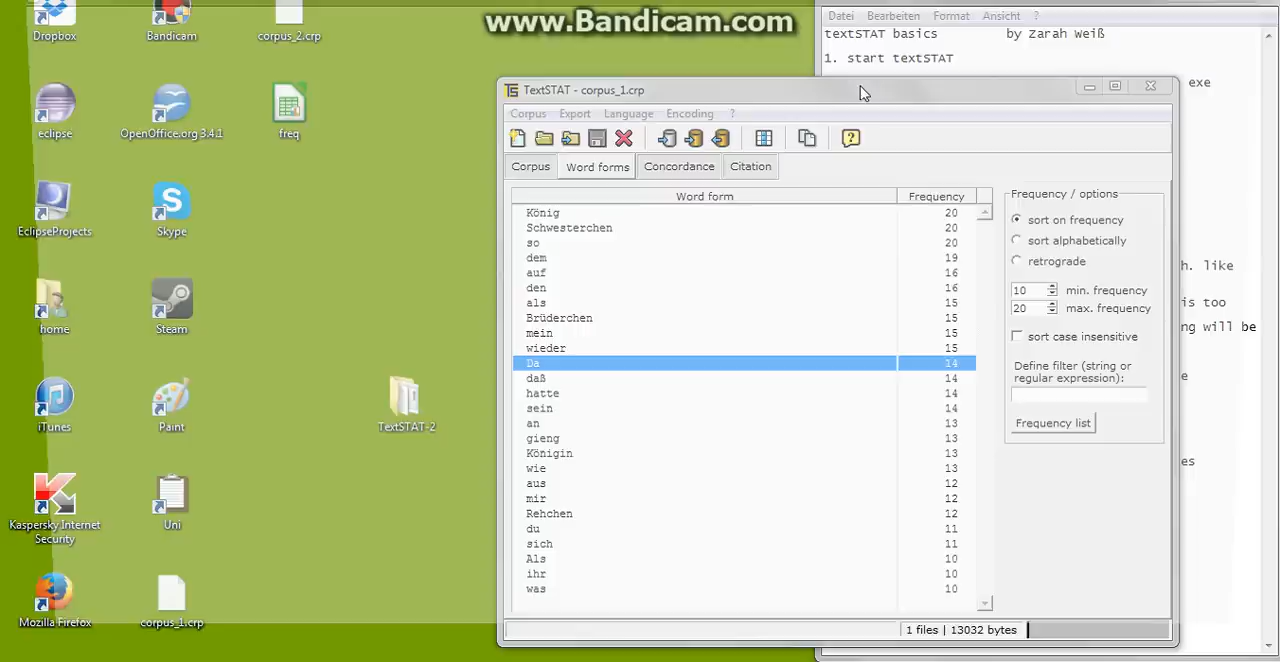 www.Bandicam.com
Dropbox
Bandicam
corpus_2.crp
eclipse
OpenOffice.org 3.4.1
freq
EclipseProjects
Skype
home
Steam
iTunes
Paint
TextSTAT-2
Kaspersky Internet
Security
Uni
Mozilla Firefox
corpus_1.crp
Datei Bearbeiten Format Ansicht ?
textSTAT basics by Zarah Weiß
1. start textSTAT
exe
h. like
is too
ng will be
e
es
TextSTAT - corpus_1.crp
Corpus Export Language Encoding ?
Corpus Word forms Concordance Citation
Word form Frequency
König 20
Schwesterchen 20
so 20
dem 19
auf 16
den 16
als 15
Brüderchen 15
mein 15
wieder 15
Da 14
daß 14
hatte 14
sein 14
an 13
gieng 13
Königin 13
wie 13
aus 12
mir 12
Rehchen 12
du 11
sich 11
Als 10
ihr 10
was 10
Frequency / options
sort on frequency
sort alphabetically
retrograde
10 min. frequency
20 max. frequency
sort case insensitive
Define filter (string or
regular expression):
Frequency list
1 files | 13032 bytes